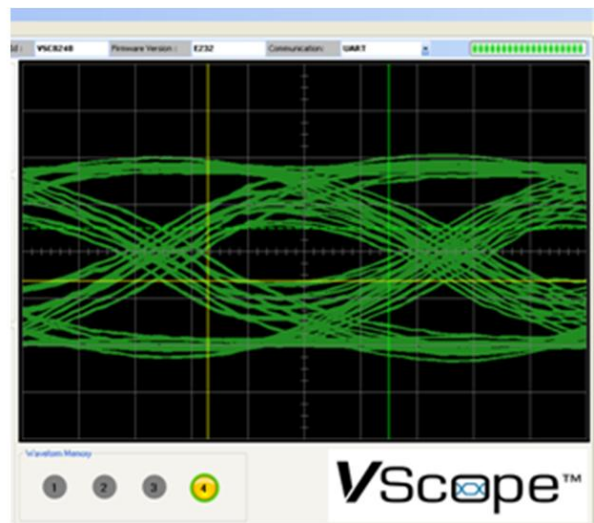 VSC8248 Firmware Version : E232 Communication: UART
Waveform Memory
1 2 3 4
VScope™